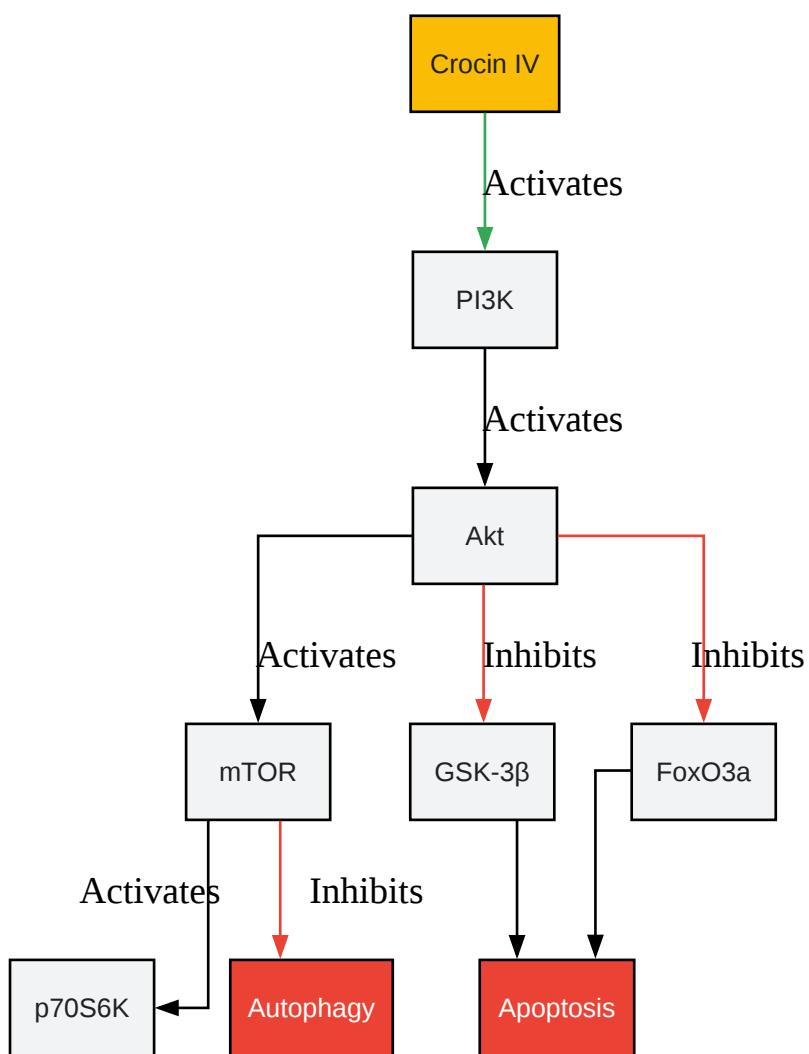 Crocin IV
Activates
PI3K
Activates
Akt
Activates
Inhibits
Inhibits
mTOR
GSK-3β
FoxO3a
Activates
Inhibits
p70S6K
Autophagy
Apoptosis